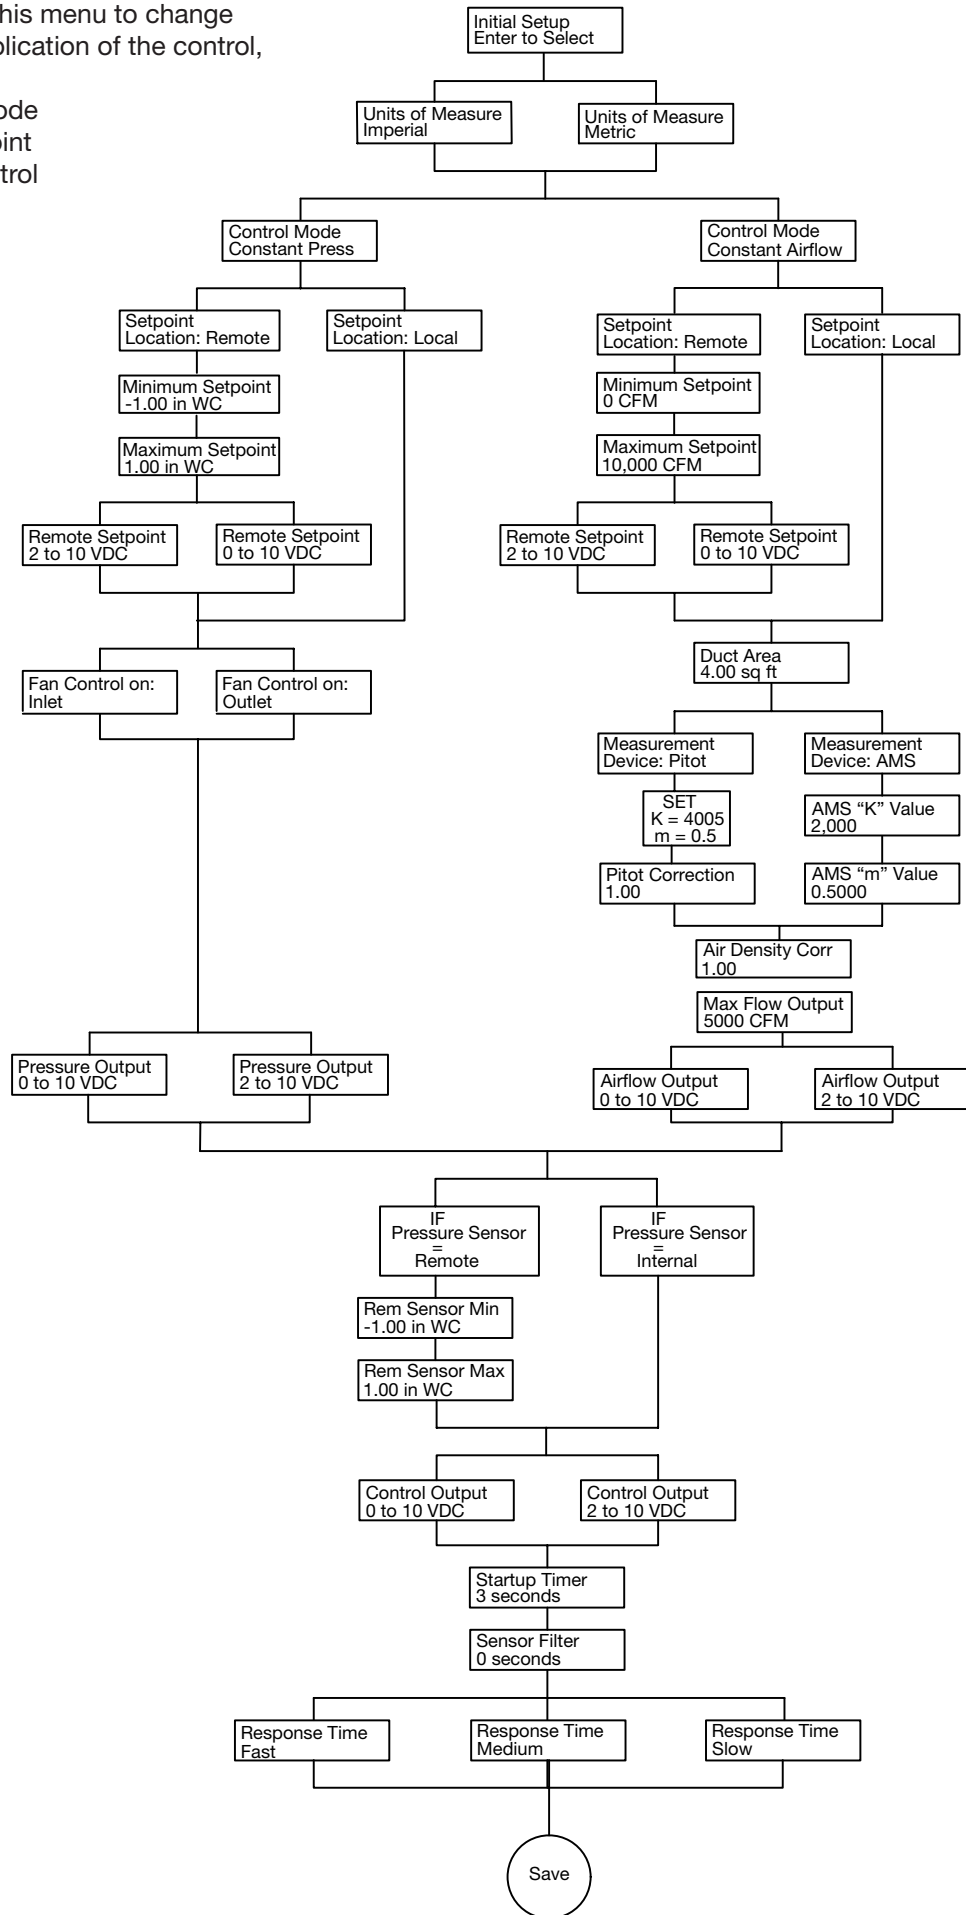 his menu to change
plication of the control,
ode
oint
trol
Initial Setup
Enter to Select
Units of Measure
Imperial
Units of Measure
Metric
Control Mode
Constant Press
Control Mode
Constant Airflow
Setpoint
Location: Remote
Setpoint
Location: Local
Setpoint
Location: Remote
Setpoint
Location: Local
Minimum Setpoint
-1.00 in WC
Minimum Setpoint
0 CFM
Maximum Setpoint
1.00 in WC
Maximum Setpoint
10,000 CFM
Remote Setpoint
2 to 10 VDC
Remote Setpoint
0 to 10 VDC
Remote Setpoint
2 to 10 VDC
Remote Setpoint
0 to 10 VDC
Fan Control on:
Inlet
Fan Control on:
Outlet
Duct Area
4.00 sq ft
Measurement
Device: Pitot
Measurement
Device: AMS
SET
K = 4005
m = 0.5
AMS “K” Value
2,000
Pitot Correction
1.00
AMS “m” Value
0.5000
Air Density Corr
1.00
Max Flow Output
5000 CFM
Pressure Output
0 to 10 VDC
Pressure Output
2 to 10 VDC
Airflow Output
0 to 10 VDC
Airflow Output
2 to 10 VDC
IF
Pressure Sensor
=
Remote
IF
Pressure Sensor
=
Internal
Rem Sensor Min
-1.00 in WC
Rem Sensor Max
1.00 in WC
Control Output
0 to 10 VDC
Control Output
2 to 10 VDC
Startup Timer
3 seconds
Sensor Filter
0 seconds
Response Time
Fast
Response Time
Medium
Response Time
Slow
Save